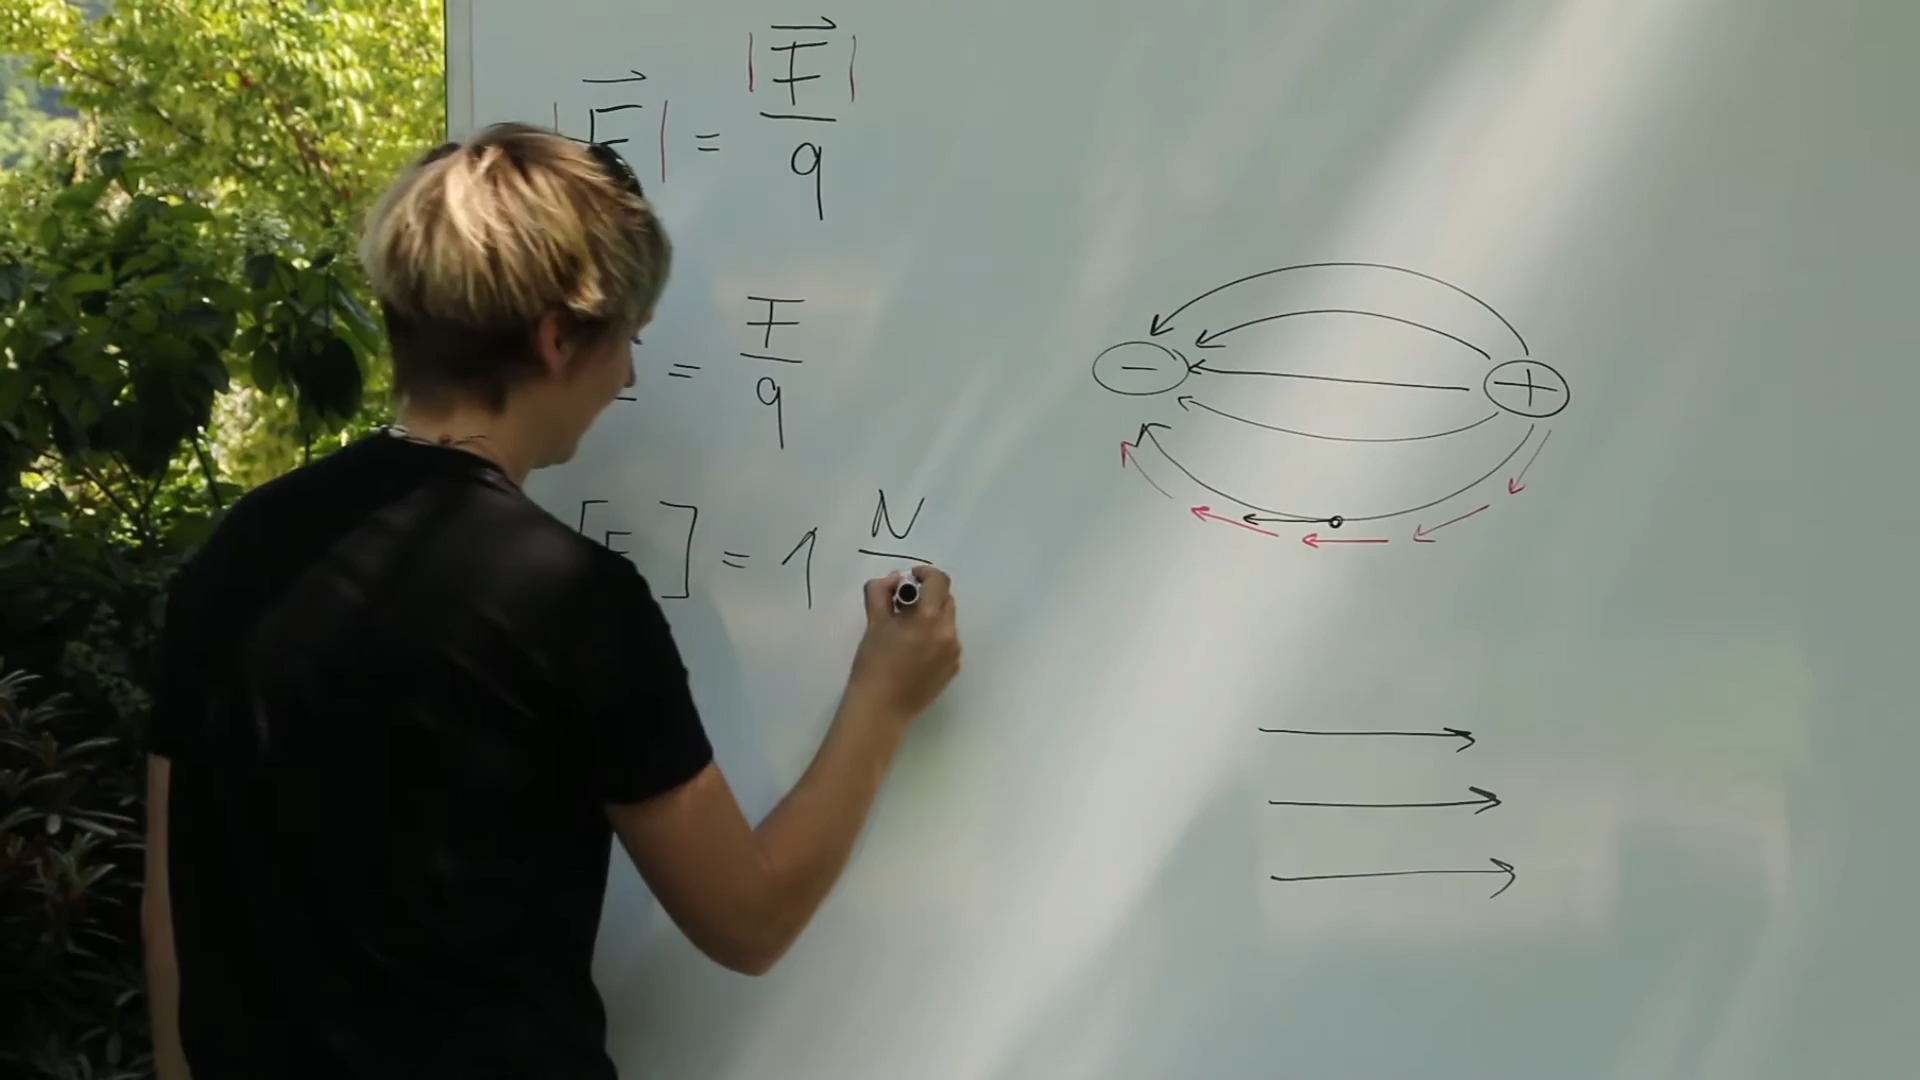 |E⃗| = |F⃗| / q
= F / q
[E] = 1 N
−
+